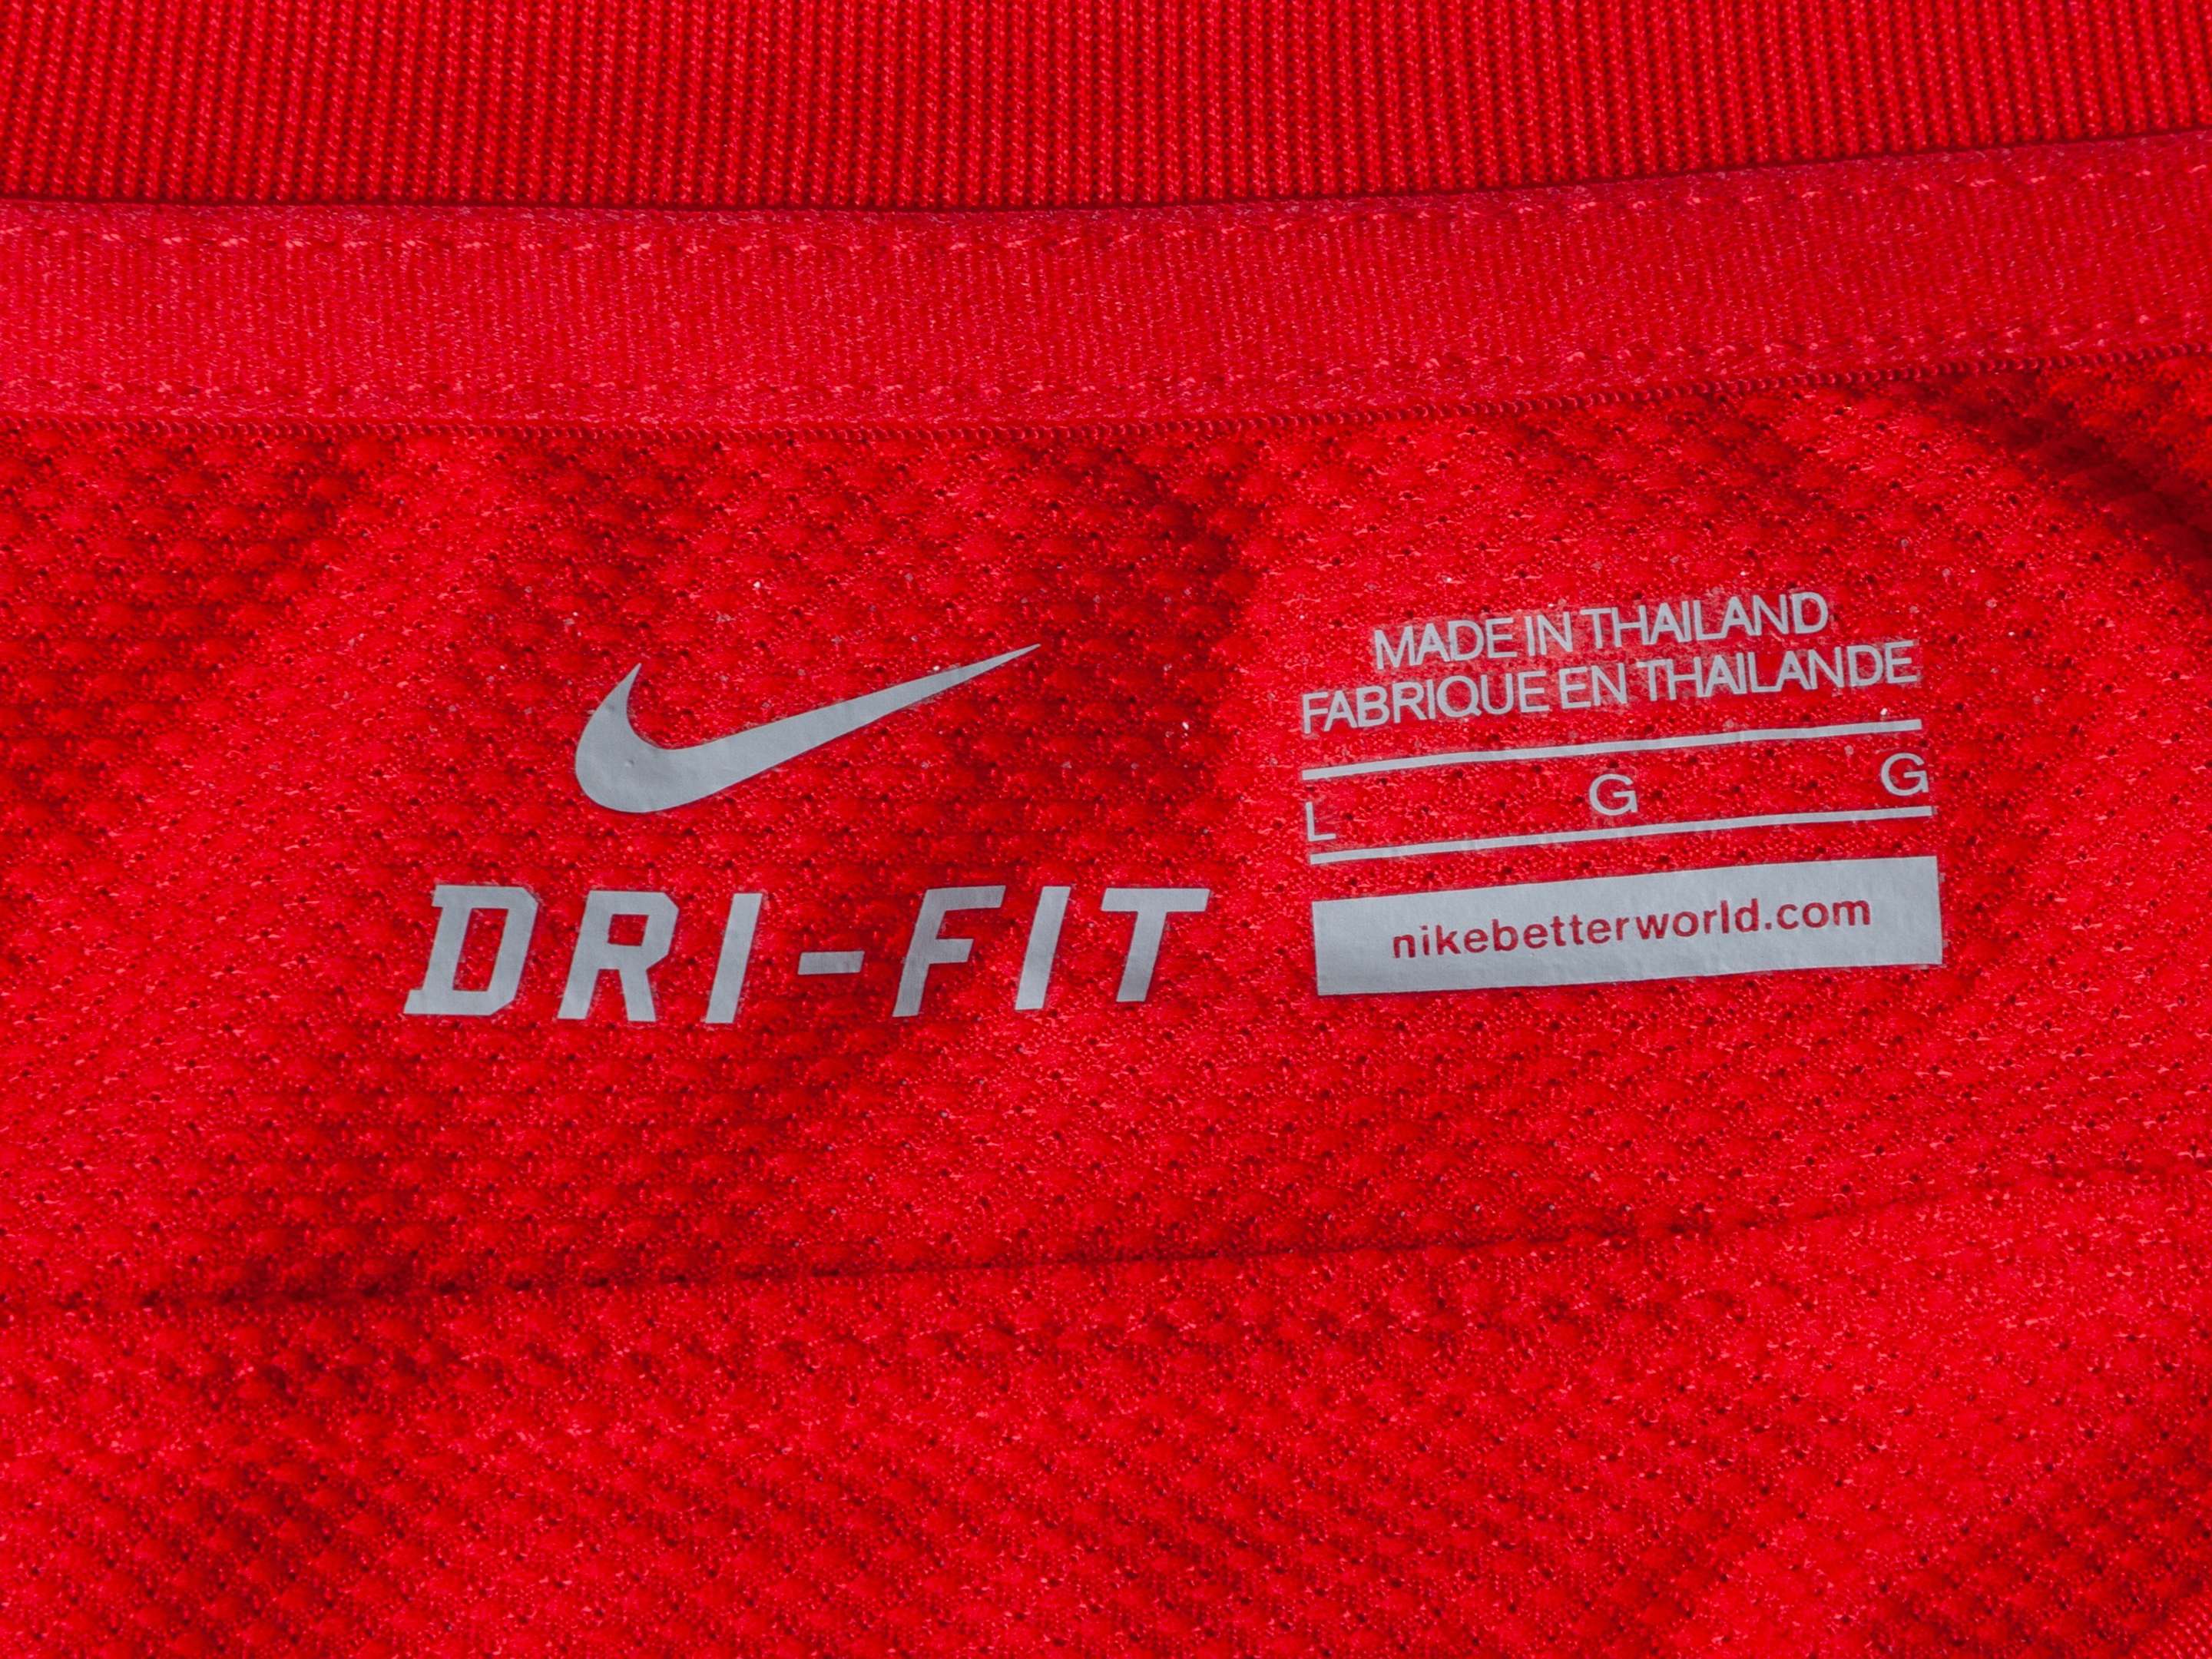 DRI-FIT
MADE IN THAILAND
FABRIQUE EN THAILANDE
L G G
nikebetterworld.com